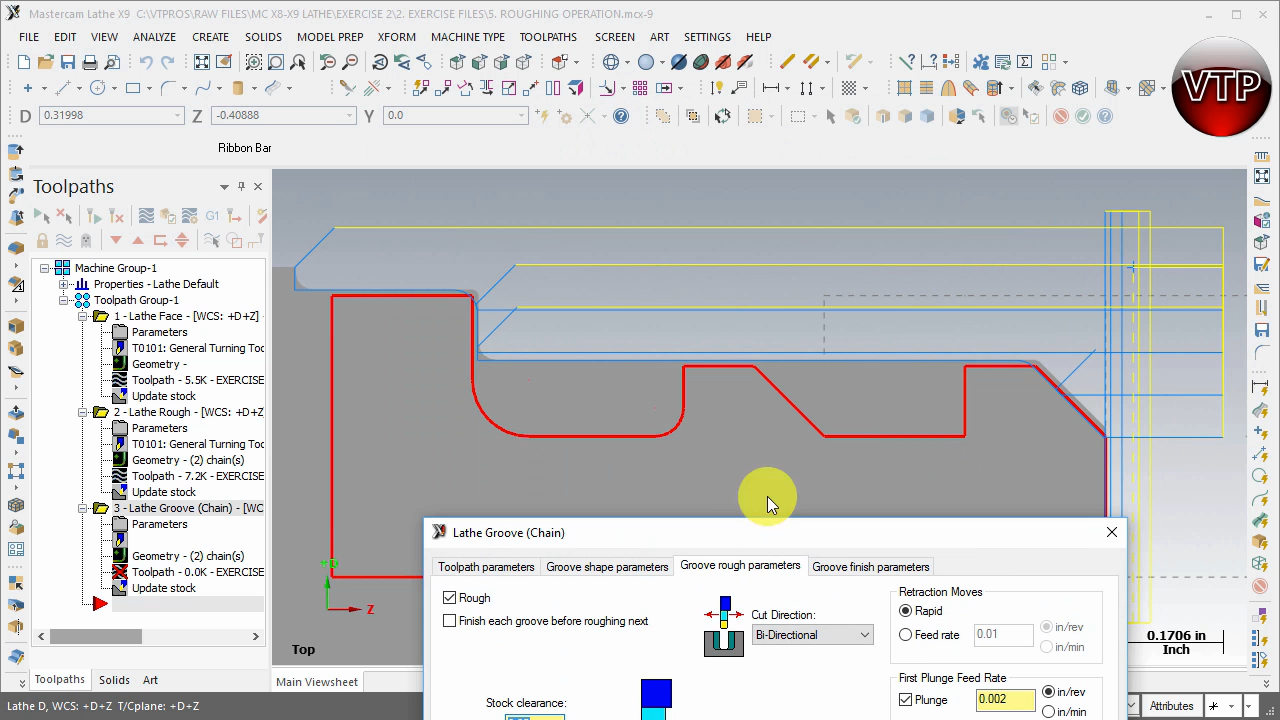 Mastercam Lathe X9 C:\VTPROS\RAW FILES\MC X8-X9 LATHE\EXERCISE 2\2. EXERCISE FILES\5. ROUGHING OPERATION.mcx-9
FILE EDIT VIEW ANALYZE CREATE SOLIDS MODEL PREP XFORM MACHINE TYPE TOOLPATHS SCREEN ART SETTINGS HELP
VTP
D 0.31998 Z -0.40888 Y 0.0
Ribbon Bar
Toolpaths
G1
Machine Group-1
Properties - Lathe Default
Toolpath Group-1
1 - Lathe Face - [WCS: +D+Z]
Parameters
T0101: General Turning Too
Geometry -
Toolpath - 5.5K - EXERCISE
Update stock
2 - Lathe Rough - [WCS: +D+Z]
Parameters
T0101: General Turning Too
Geometry - (2) chain(s)
Toolpath - 7.2K - EXERCISE
Update stock
3 - Lathe Groove (Chain) - [WC
Parameters
Geometry - (2) chain(s)
Toolpath - 0.0K - EXERCISE
Update stock
+D
Z
Top
0.1706 in
Inch
Lathe Groove (Chain)
Toolpath parameters Groove shape parameters Groove rough parameters Groove finish parameters
Rough
Finish each groove before roughing next
Cut Direction:
Bi-Directional
Retraction Moves
Rapid
Feed rate 0.01 in/rev
in/min
First Plunge Feed Rate
Plunge 0.002 in/rev
in/min
Stock clearance:
Toolpaths Solids Art
Main Viewsheet
Lathe D, WCS: +D+Z T/Cplane: +D+Z
Attributes